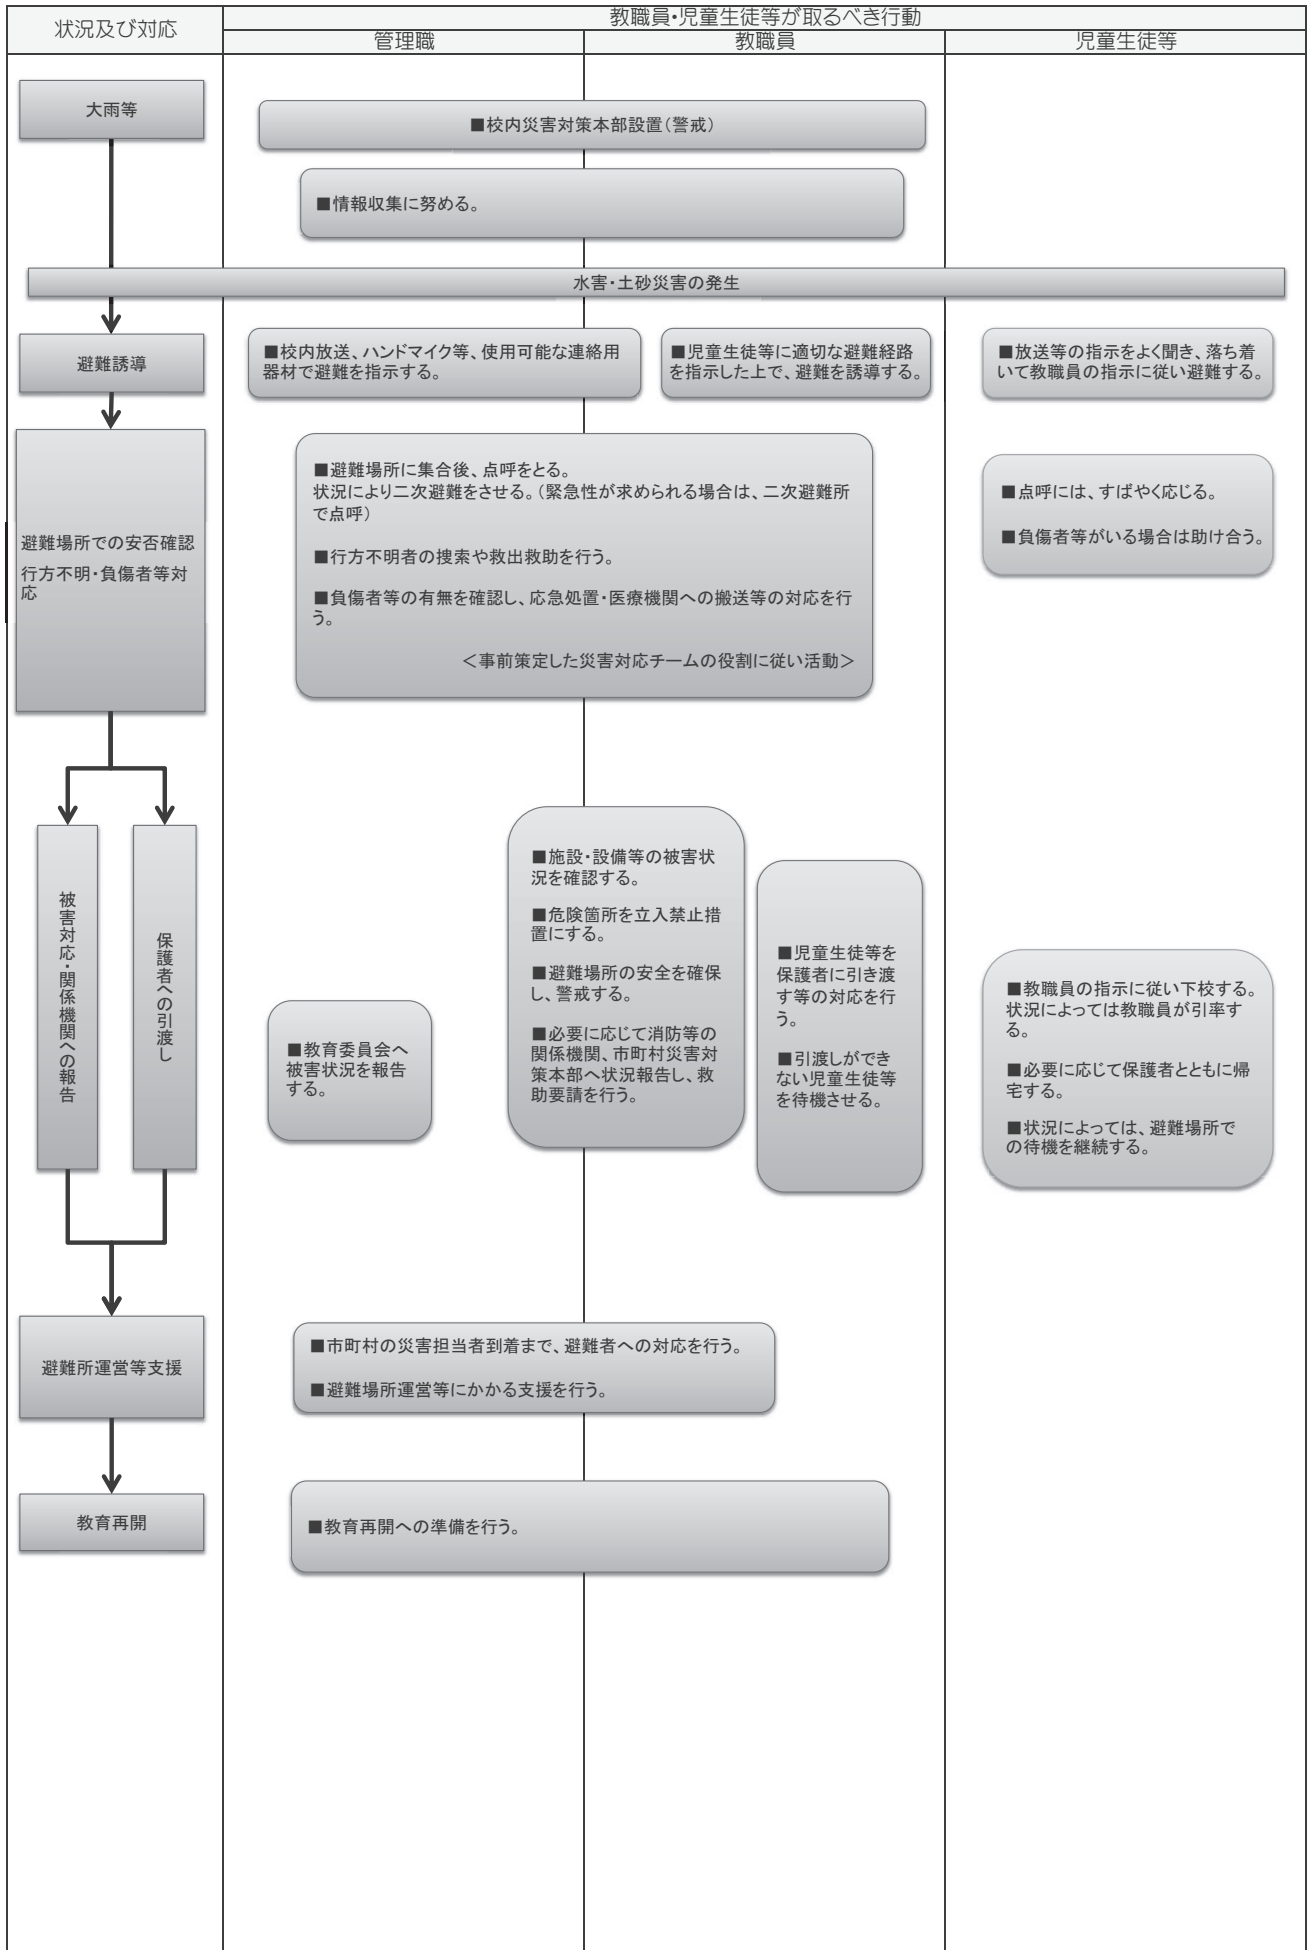 状況及び対応
教職員・児童生徒等が取るべき行動
管理職
教職員
児童生徒等
大雨等
■校内災害対策本部設置（警戒）
■情報収集に努める。
水害・土砂災害の発生
避難誘導
■校内放送、ハンドマイク等、使用可能な連絡用
器材で避難を指示する。
■児童生徒等に適切な避難経路
を指示した上で、避難を誘導する。
■放送等の指示をよく聞き、落ち着
いて教職員の指示に従い避難する。
避難場所での安否確認
行方不明・負傷者等対
応
■避難場所に集合後、点呼をとる。
状況により二次避難をさせる。（緊急性が求められる場合は、二次避難所
で点呼）
■行方不明者の捜索や救出救助を行う。
■負傷者等の有無を確認し、応急処置・医療機関への搬送等の対応を行
う。
＜事前策定した災害対応チームの役割に従い活動＞
■点呼には、すばやく応じる。
■負傷者等がいる場合は助け合う。
被害対応・関係機関への報告
保護者への引渡し
■教育委員会へ
被害状況を報告
する。
■施設・設備等の被害状
況を確認する。
■危険箇所を立入禁止措
置にする。
■避難場所の安全を確保
し、警戒する。
■必要に応じて消防等の
関係機関、市町村災害対
策本部へ状況報告し、救
助要請を行う。
■児童生徒等を
保護者に引き渡
す等の対応を行
う。
■引渡しができ
ない児童生徒等
を待機させる。
■教職員の指示に従い下校する。
状況によっては教職員が引率す
る。
■必要に応じて保護者とともに帰
宅する。
■状況によっては、避難場所で
の待機を継続する。
避難所運営等支援
■市町村の災害担当者到着まで、避難者への対応を行う。
■避難場所運営等にかかる支援を行う。
教育再開
■教育再開への準備を行う。